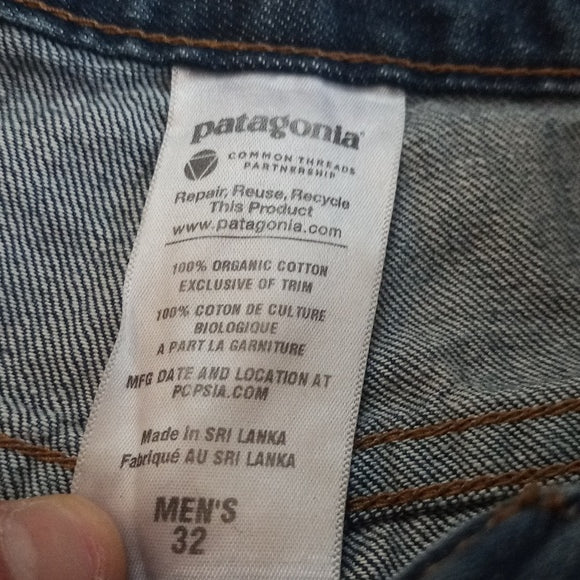 patagonia®
COMMON THREADS
PARTNERSHIP
Repair, Reuse, Recycle
This Product
www.patagonia.com
100% ORGANIC COTTON
EXCLUSIVE OF TRIM
100% COTON DE CULTURE
BIOLOGIQUE
A PART LA GARNITURE
MFG DATE AND LOCATION AT
PCPSIA.COM
Made in SRI LANKA
Fabriqué AU SRI LANKA
MEN'S
32